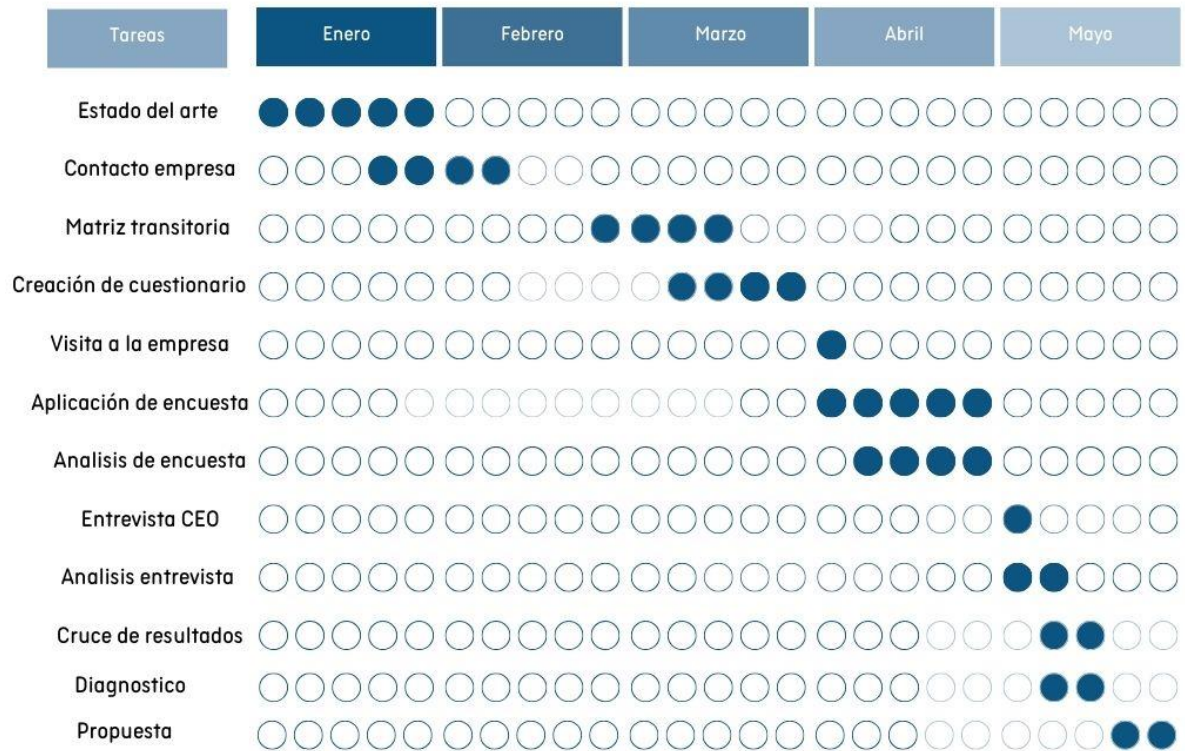 Tareas Enero Febrero Marzo Abril Mayo
Estado del arte
Contacto empresa
Matriz transitoria
Creación de cuestionario
Visita a la empresa
Aplicación de encuesta
Analisis de encuesta
Entrevista CEO
Analisis entrevista
Cruce de resultados
Diagnostico
Propuesta